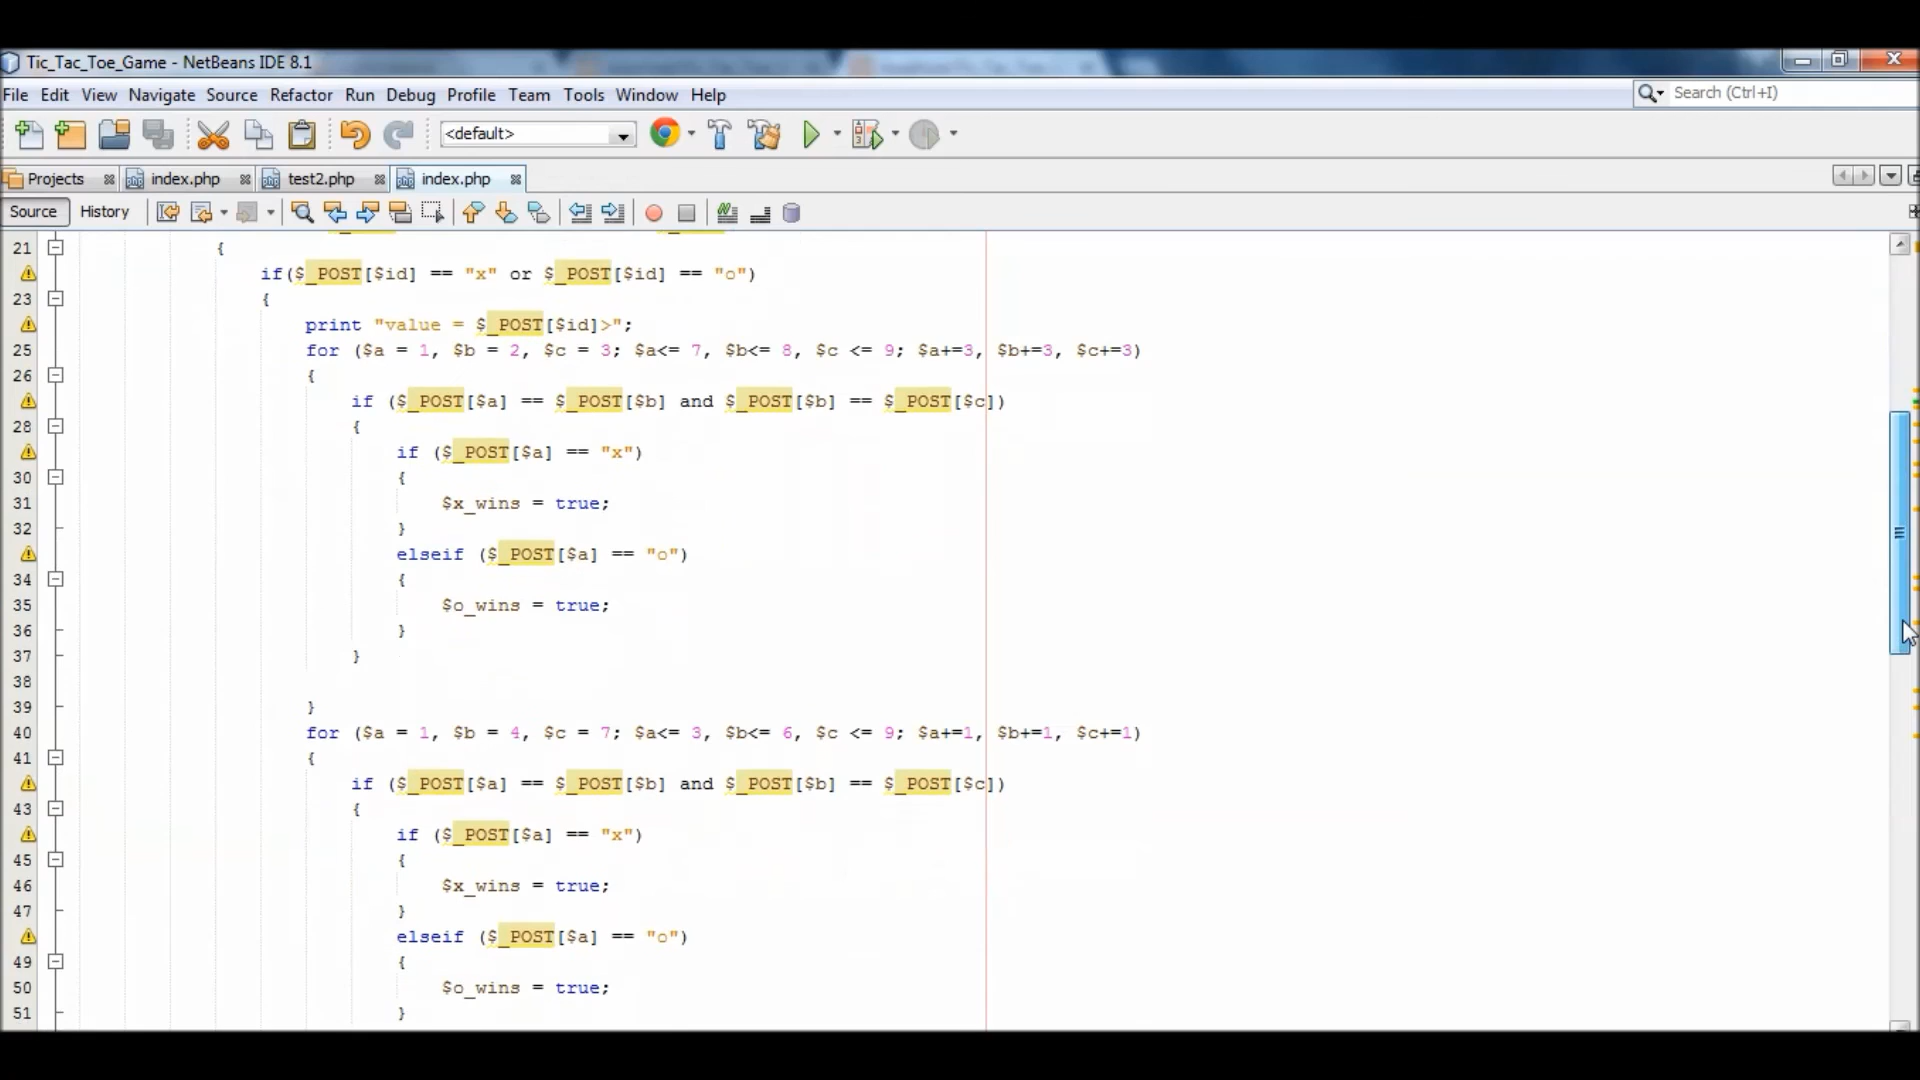 Tic_Tac_Toe_Game - NetBeans IDE 8.1
File Edit View Navigate Source Refactor Run Debug Profile Team Tools Window Help
Search (Ctrl+I)
<default>
Projects index.php test2.php index.php
Source History
21 {
if($_POST[$id] == "x" or $_POST[$id] == "o")
23 {
print "value = $_POST[$id]>";
25 for ($a = 1, $b = 2, $c = 3; $a<= 7, $b<= 8, $c <= 9; $a+=3, $b+=3, $c+=3)
26 {
if ($_POST[$a] == $_POST[$b] and $_POST[$b] == $_POST[$c])
28 {
if ($_POST[$a] == "x")
30 {
31 $x_wins = true;
32 }
elseif ($_POST[$a] == "o")
34 {
35 $o_wins = true;
36 }
37 }
38
39 }
40 for ($a = 1, $b = 4, $c = 7; $a<= 3, $b<= 6, $c <= 9; $a+=1, $b+=1, $c+=1)
41 {
if ($_POST[$a] == $_POST[$b] and $_POST[$b] == $_POST[$c])
43 {
if ($_POST[$a] == "x")
45 {
46 $x_wins = true;
47 }
elseif ($_POST[$a] == "o")
49 {
50 $o_wins = true;
51 }